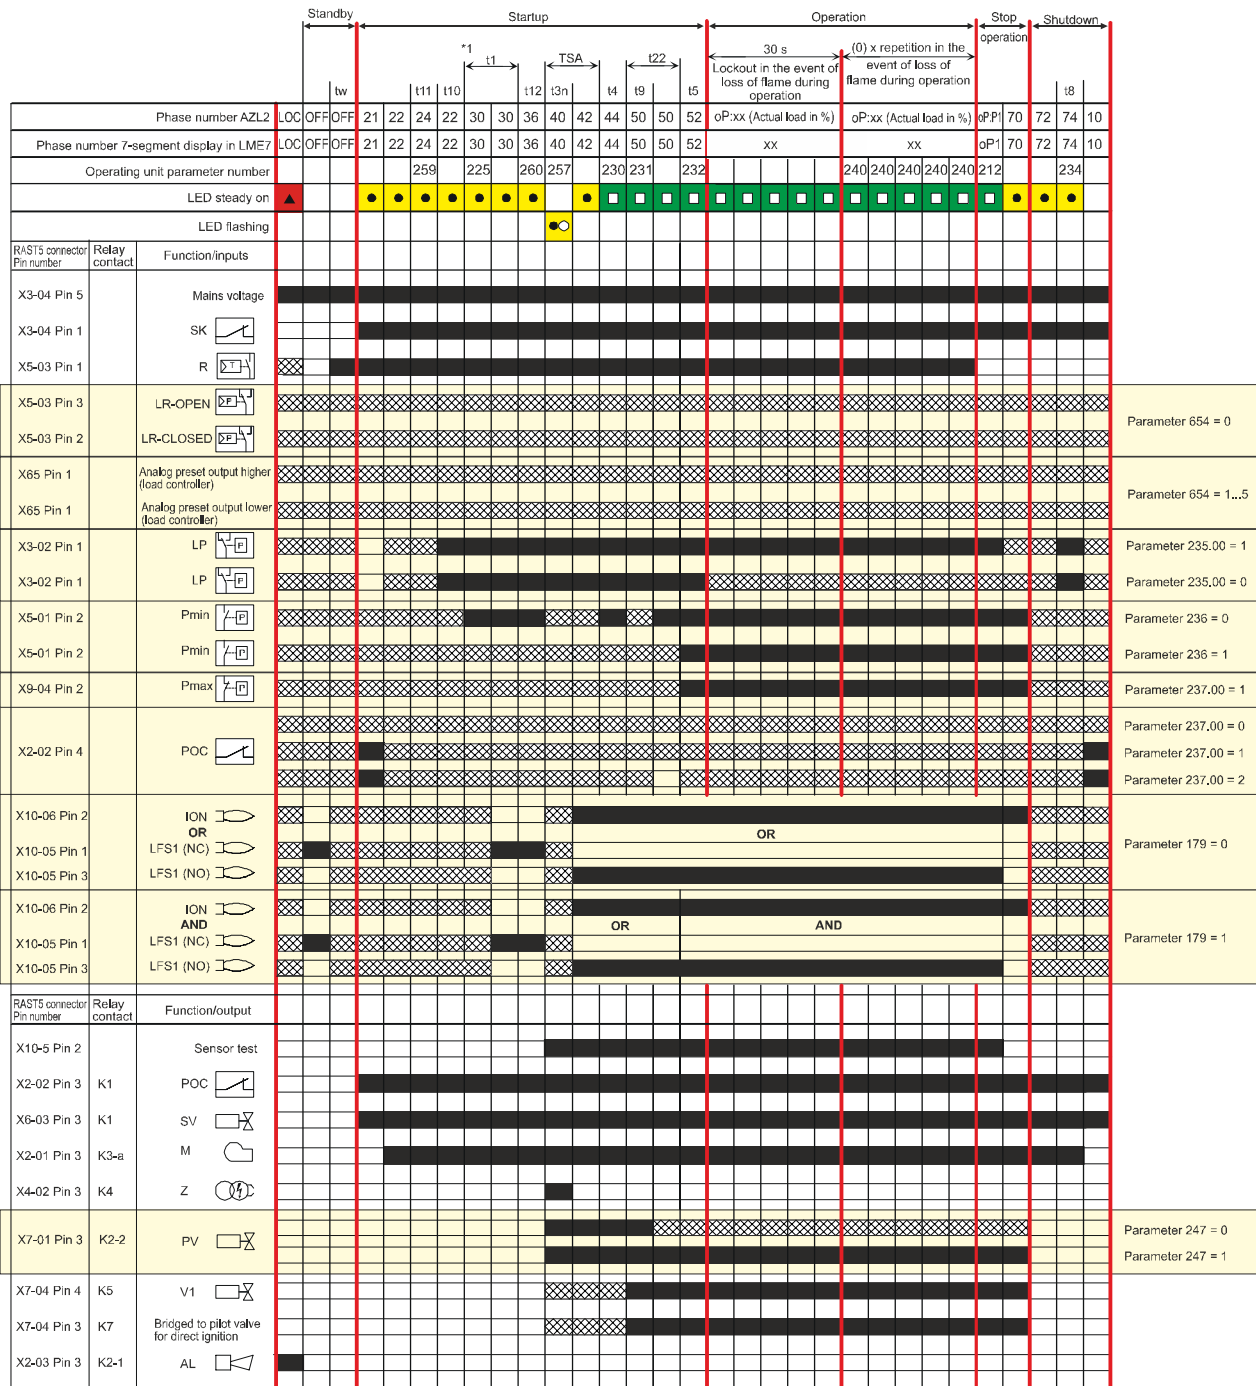 Standby Startup Operation Stop operation Shutdown
*1 t1 TSA t22 30 s (0) x repetition in the
Lockout in the event of loss of flame during operation
event of loss of flame during operation
tw t11 t10 t12 t3n t4 t9 t5 t8
Phase number AZL2 LOC OFF OFF 21 22 24 22 30 30 36 40 42 44 50 50 52 oP:xx (Actual load in %) oP:xx (Actual load in %) oP:P1 70 72 74 10
Phase number 7-segment display in LME7 LOC OFF OFF 21 22 24 22 30 30 36 40 42 44 50 50 52 xx xx oP1 70 72 74 10
Operating unit parameter number 259 225 260 257 230 231 232 240 240 240 240 240 212 234
LED steady on
LED flashing
RAST5 connector Pin number Relay contact Function/inputs
X3-04 Pin 5 Mains voltage
X3-04 Pin 1 SK
X5-03 Pin 1 R T
X5-03 Pin 3 LR-OPEN P
Parameter 654 = 0
X5-03 Pin 2 LR-CLOSED P
X65 Pin 1 Analog preset output higher (load controller)
Parameter 654 = 1...5
X65 Pin 1 Analog preset output lower (load controller)
X3-02 Pin 1 LP P Parameter 235.00 = 1
X3-02 Pin 1 LP P Parameter 235.00 = 0
X5-01 Pin 2 Pmin P Parameter 236 = 0
X5-01 Pin 2 Pmin P Parameter 236 = 1
X9-04 Pin 2 Pmax P Parameter 237.00 = 1
Parameter 237.00 = 0
X2-02 Pin 4 POC Parameter 237.00 = 1
Parameter 237.00 = 2
X10-06 Pin 2 ION
OR OR
X10-05 Pin 1 LFS1 (NC) Parameter 179 = 0
X10-05 Pin 3 LFS1 (NO)
X10-06 Pin 2 ION
AND OR AND
X10-05 Pin 1 LFS1 (NC) Parameter 179 = 1
X10-05 Pin 3 LFS1 (NO)
RAST5 connector Pin number Relay contact Function/output
X10-5 Pin 2 Sensor test
X2-02 Pin 3 K1 POC
X6-03 Pin 3 K1 SV
X2-01 Pin 3 K3-a M
X4-02 Pin 3 K4 Z
Parameter 247 = 0
X7-01 Pin 3 K2-2 PV
Parameter 247 = 1
X7-04 Pin 4 K5 V1
X7-04 Pin 3 K7 Bridged to pilot valve for direct ignition
X2-03 Pin 3 K2-1 AL